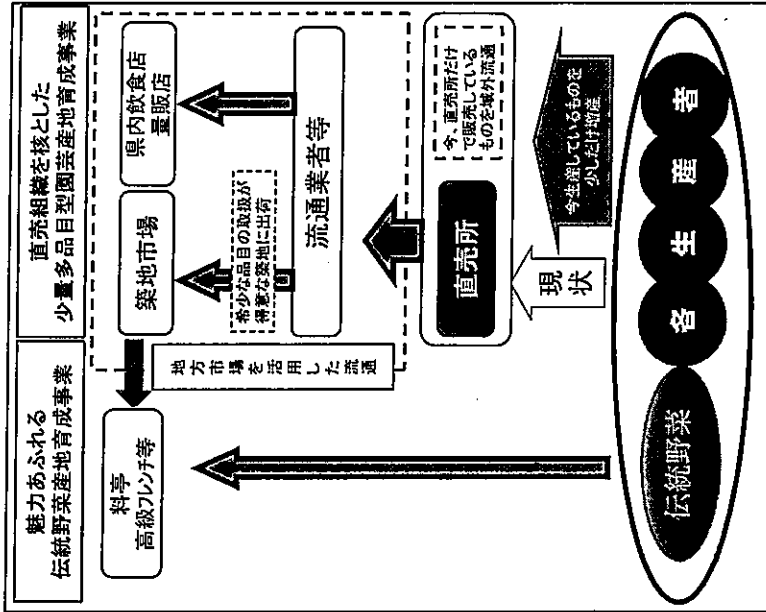 魅力あふれる
伝統野菜産地育成事業
直売組織を核とした
少量多品目型園芸産地育成事業
料亭
高級フレンチ等
築地市場
県内飲食店
量販店
希少な品目の取扱が
得意な築地に出荷
地方市場を活用した流通
流通業者等
直売所
今、直売所だけ
で販売している
ものを域外流通
現状
今生産しているものを
少しだけ増産
伝統野菜
各生産者